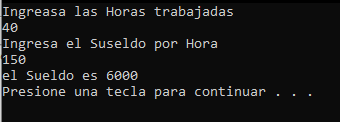 Ingreasa las Horas trabajadas
40
Ingresa el Suseldo por Hora
150
el Sueldo es 6000
Presione una tecla para continuar . . .